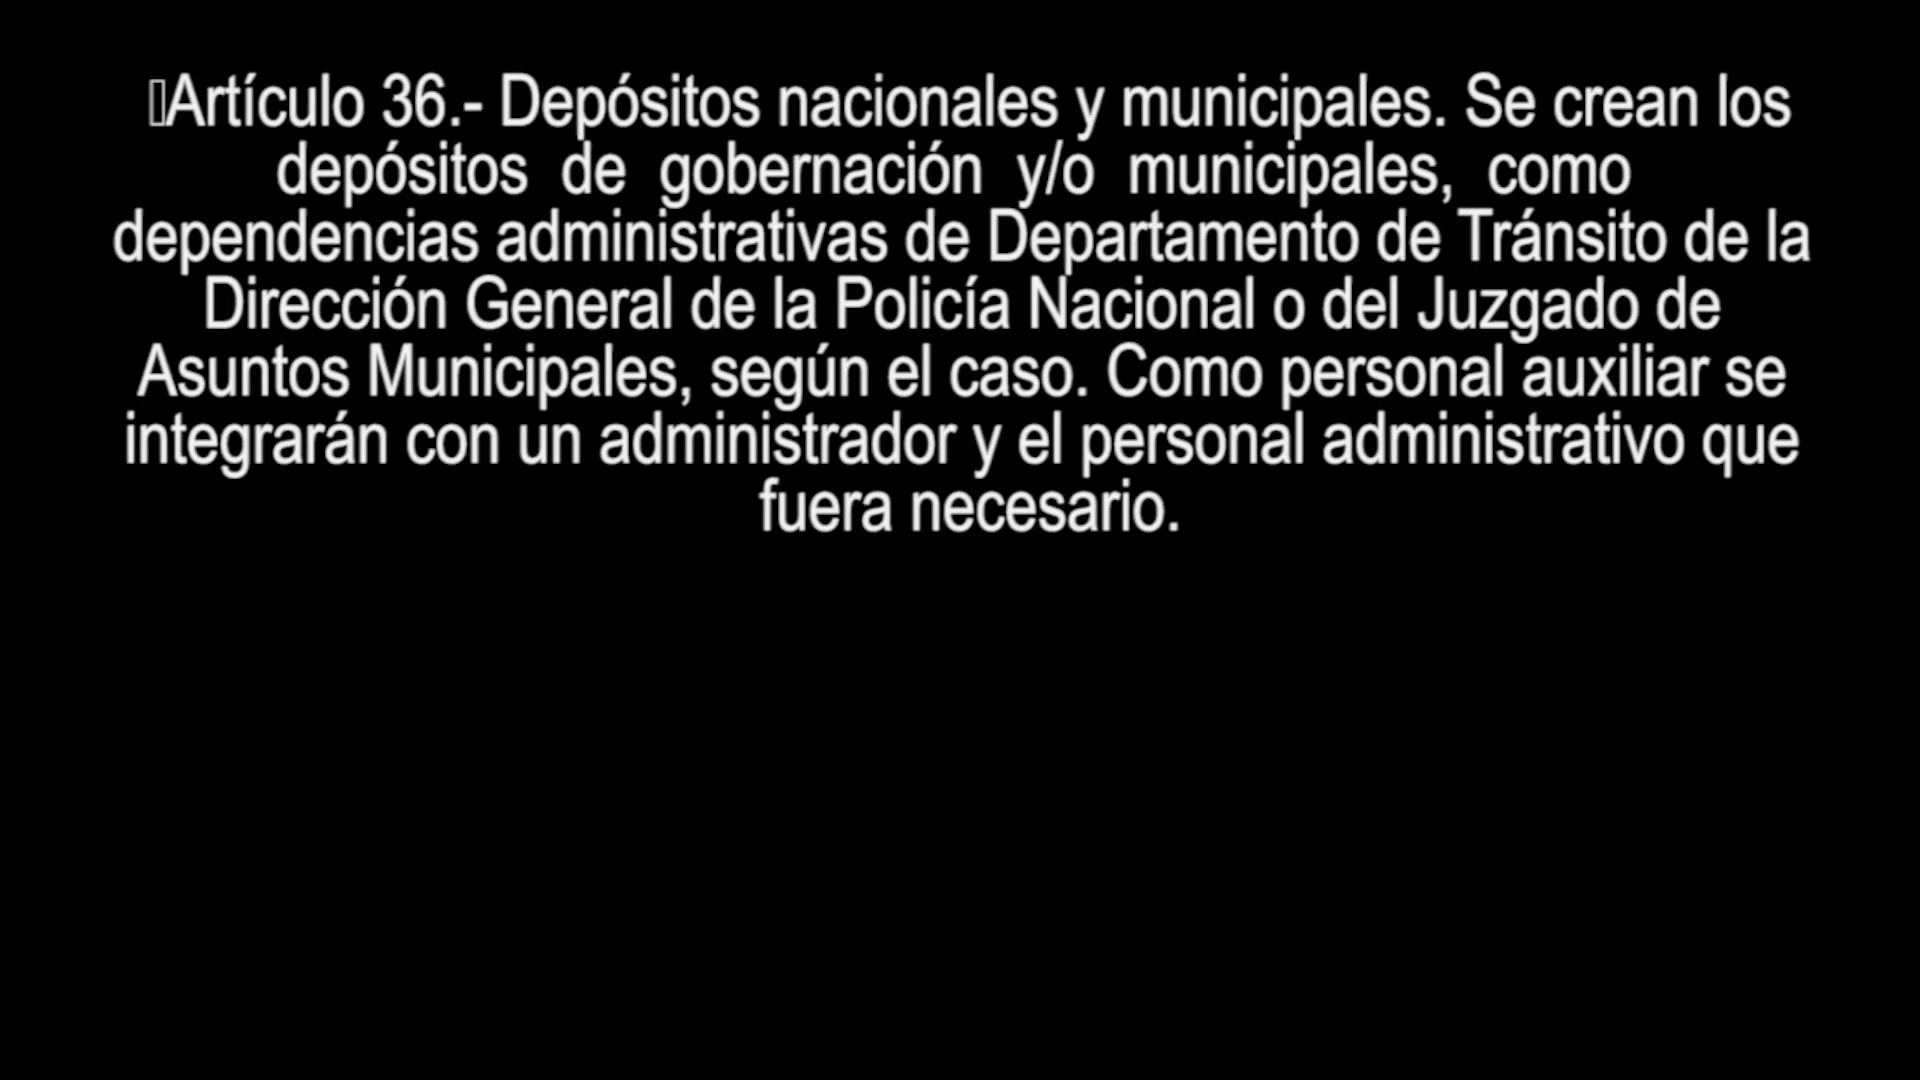 Artículo 36.- Depósitos nacionales y municipales. Se crean los
depósitos de gobernación y/o municipales, como
dependencias administrativas de Departamento de Tránsito de la
Dirección General de la Policía Nacional o del Juzgado de
Asuntos Municipales, según el caso. Como personal auxiliar se
integrarán con un administrador y el personal administrativo que
fuera necesario.